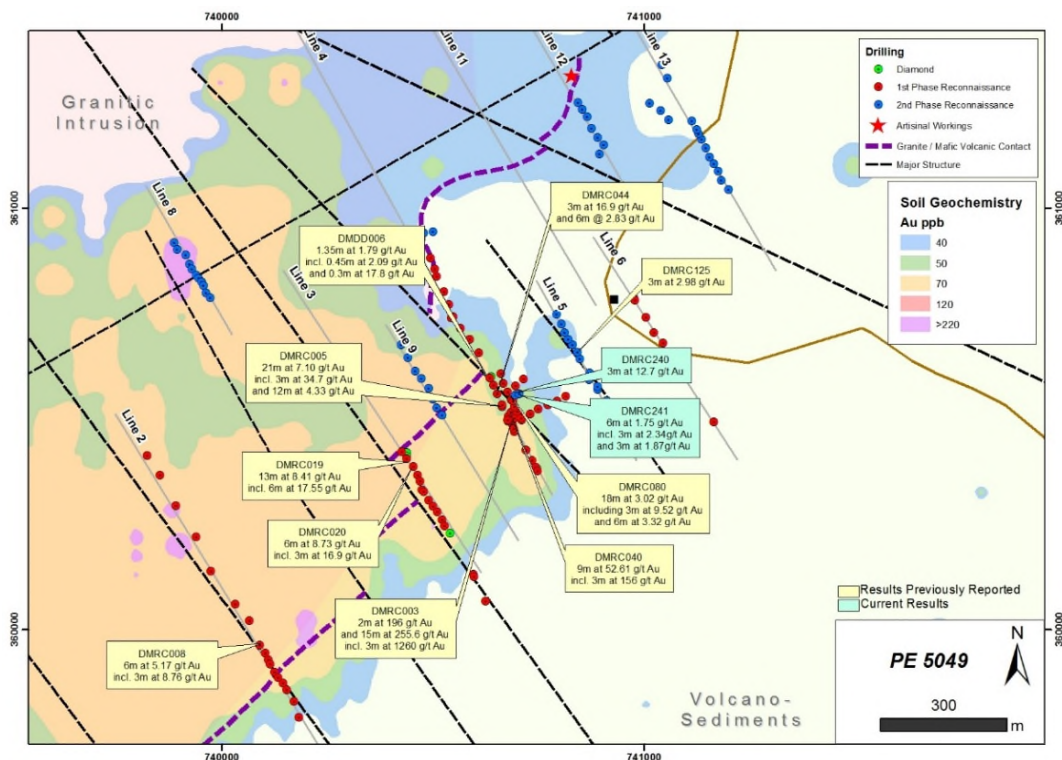 740000
741000
Line 4
Line 11
Line 12
Line 13
Granitic
Intrusion
Drilling
Diamond
1st Phase Reconnaissance
2nd Phase Reconnaissance
Artisinal Workings
Granite / Mafic Volcanic Contact
Major Structure
Soil Geochemistry
Au ppb
40
50
70
120
>220
361000
361000
Line 8
Line 3
Line 9
Line 5
Line 6
Line 2
DMRC044
3m at 16.9 g/t Au
and 6m @ 2.83 g/t Au
DMDD006
1.35m at 1.79 g/t Au
incl. 0.45m at 2.09 g/t Au
and 0.3m at 17.8 g/t Au
DMRC125
3m at 2.98 g/t Au
DMRC005
21m at 7.10 g/t Au
incl. 3m at 34.7 g/t Au
and 12m at 4.33 g/t Au
DMRC240
3m at 12.7 g/t Au
DMRC241
6m at 1.75 g/t Au
incl. 3m at 2.34g/t Au
and 3m at 1.87g/t Au
DMRC019
13m at 8.41 g/t Au
incl. 6m at 17.55 g/t Au
DMRC080
18m at 3.02 g/t Au
including 3m at 9.52 g/t Au
and 6m at 3.32 g/t Au
DMRC020
6m at 8.73 g/t Au
incl. 3m at 16.9 g/t Au
DMRC040
9m at 52.61 g/t Au
incl. 3m at 156 g/t Au
DMRC003
2m at 196 g/t Au
and 15m at 255.6 g/t Au
incl. 3m at 1260 g/t Au
DMRC008
6m at 5.17 g/t Au
incl. 3m at 8.76 g/t Au
Results Previously Reported
Current Results
360000
360000
Volcano-
Sediments
PE 5049
N
300
m
740000
741000